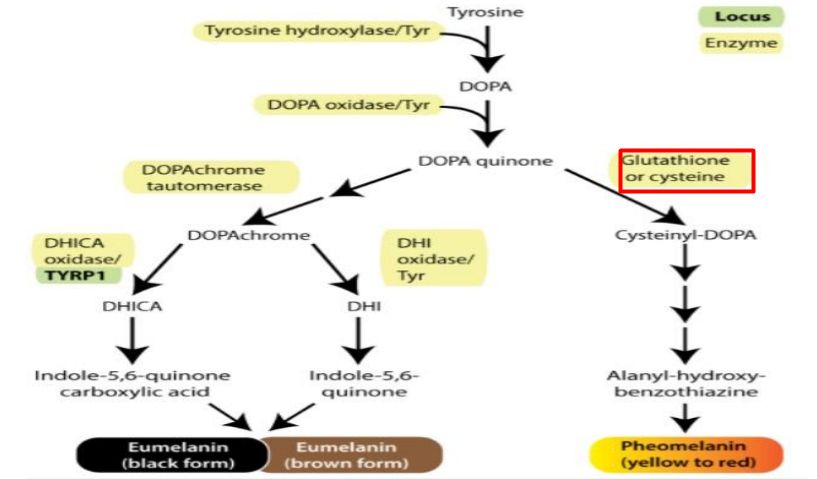 Tyrosine
Locus
Tyrosine hydroxylase/Tyr
Enzyme
DOPA
DOPA oxidase/Tyr
DOPA quinone
Glutathione
or cysteine
DOPAchrome
tautomerase
DOPAchrome
Cysteinyl-DOPA
DHICA
oxidase/
TYRP1
DHI
oxidase/
Tyr
DHICA
DHI
Indole-5,6-quinone
carboxylic acid
Indole-5,6-
quinone
Alanyl-hydroxy-
benzothiazine
Eumelanin
(black form)
Eumelanin
(brown form)
Pheomelanin
(yellow to red)